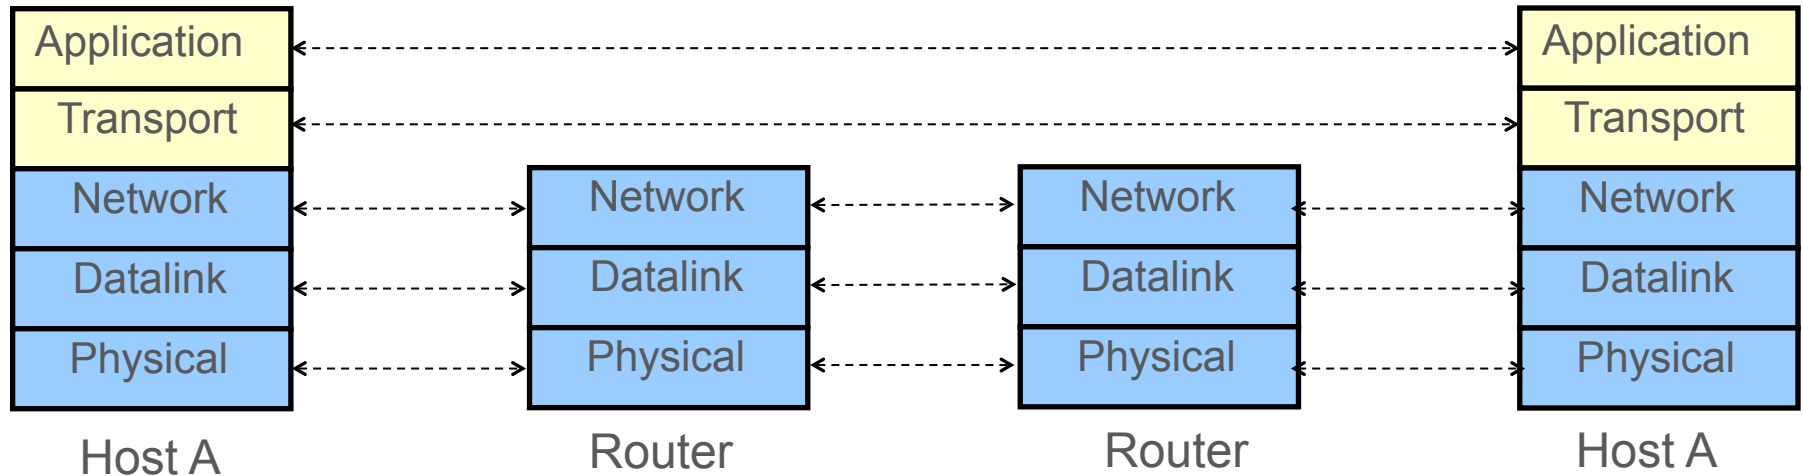 Application
Transport
Network
Datalink
Physical
Host A
Network
Datalink
Physical
Router
Network
Datalink
Physical
Router
Application
Transport
Network
Datalink
Physical
Host A